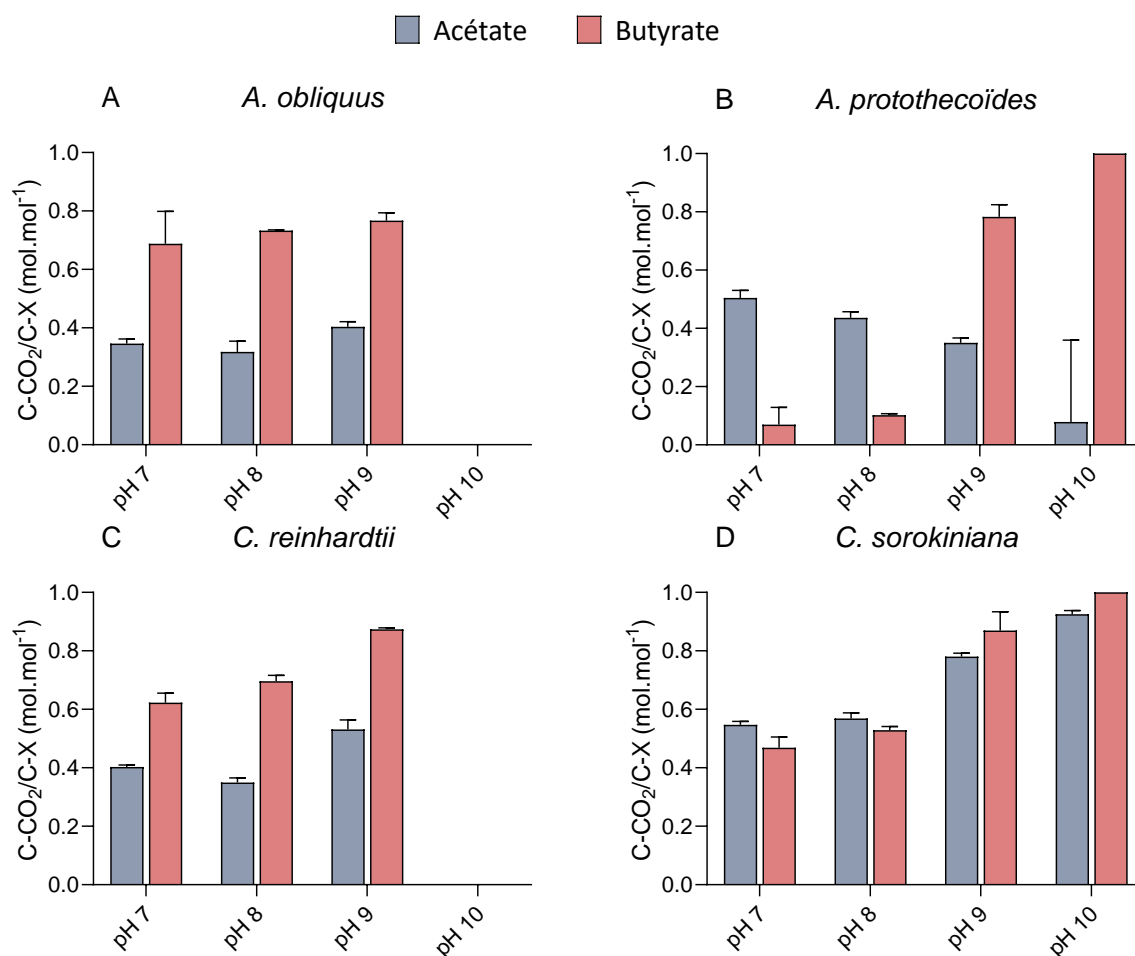 Acétate Butyrate
A A. obliquus
C-CO₂/C-X (mol.mol⁻¹)
1.0
0.8
0.6
0.4
0.2
0.0
pH 7 pH 8 pH 9 pH 10
B A. protothecoïdes
C-CO₂/C-X (mol.mol⁻¹)
1.0
0.8
0.6
0.4
0.2
0.0
pH 7 pH 8 pH 9 pH 10
C C. reinhardtii
C-CO₂/C-X (mol.mol⁻¹)
1.0
0.8
0.6
0.4
0.2
0.0
pH 7 pH 8 pH 9 pH 10
D C. sorokiniana
C-CO₂/C-X (mol.mol⁻¹)
1.0
0.8
0.6
0.4
0.2
0.0
pH 7 pH 8 pH 9 pH 10